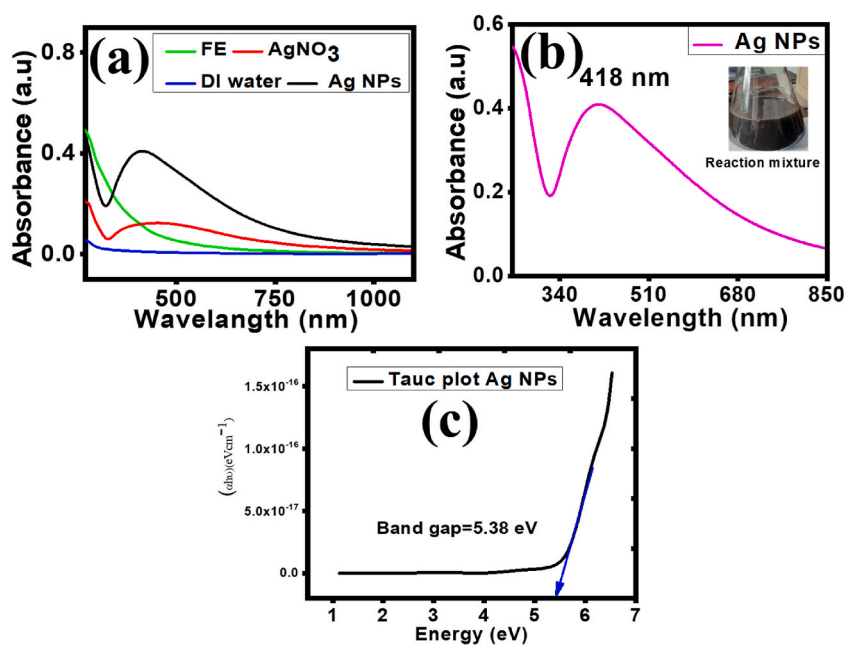 (a)
FE AgNO3
DI water Ag NPs
0.8
0.4
0.0
Absorbance (a.u)
500 750 1000
Wavelangth (nm)
(b)
Ag NPs
418 nm
Reaction mixture
0.6
0.4
0.2
0.0
Absorbance (a.u)
340 510 680 850
Wavelength (nm)
Tauc plot Ag NPs
(c)
1.5x10-16
1.0x10-16
5.0x10-17
0.0
(αhυ)(eVcm−1)
Band gap=5.38 eV
1 2 3 4 5 6 7
Energy (eV)